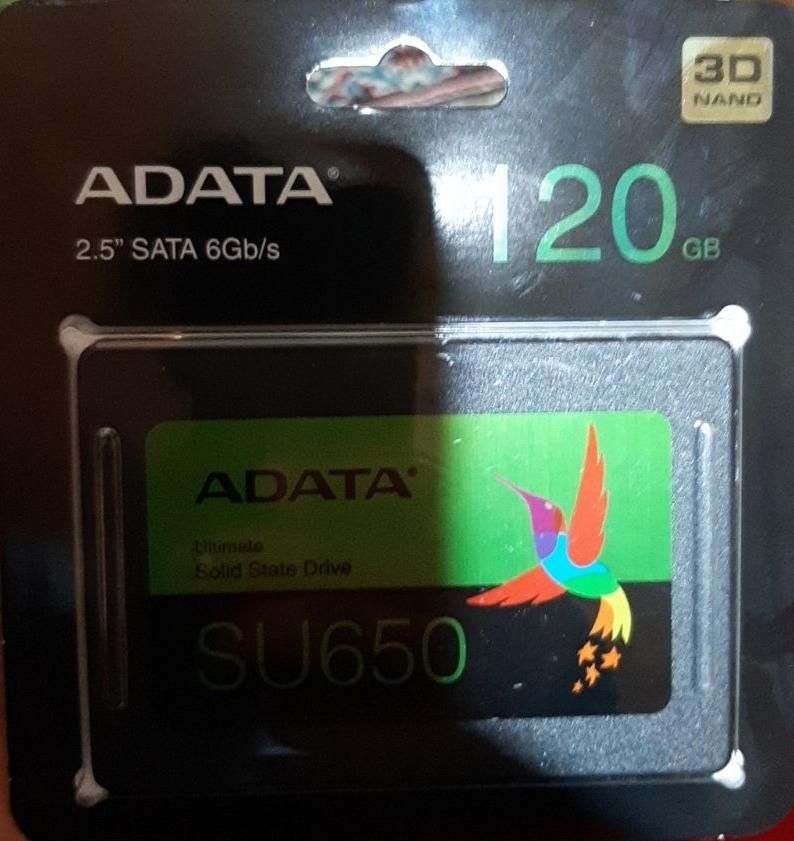 3D
NAND
ADATA®
120 GB
2.5” SATA 6Gb/s
ADATA®
Ultimate
Solid State Drive
SU650